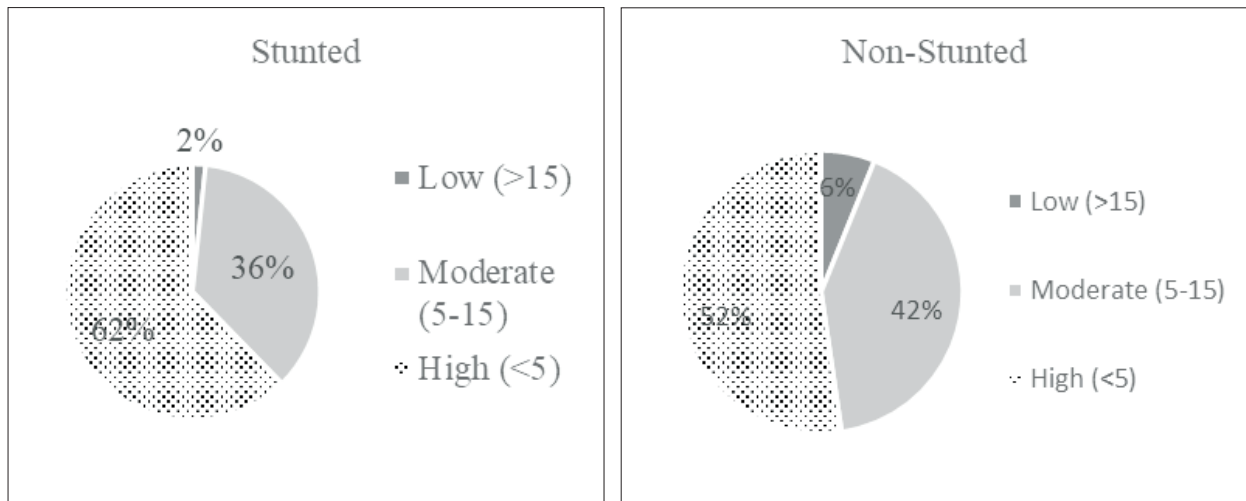 Stunted
2%
36%
62%
Low (>15)
Moderate
(5-15)
High (<5)
Non-Stunted
6%
42%
52%
Low (>15)
Moderate (5-15)
High (<5)